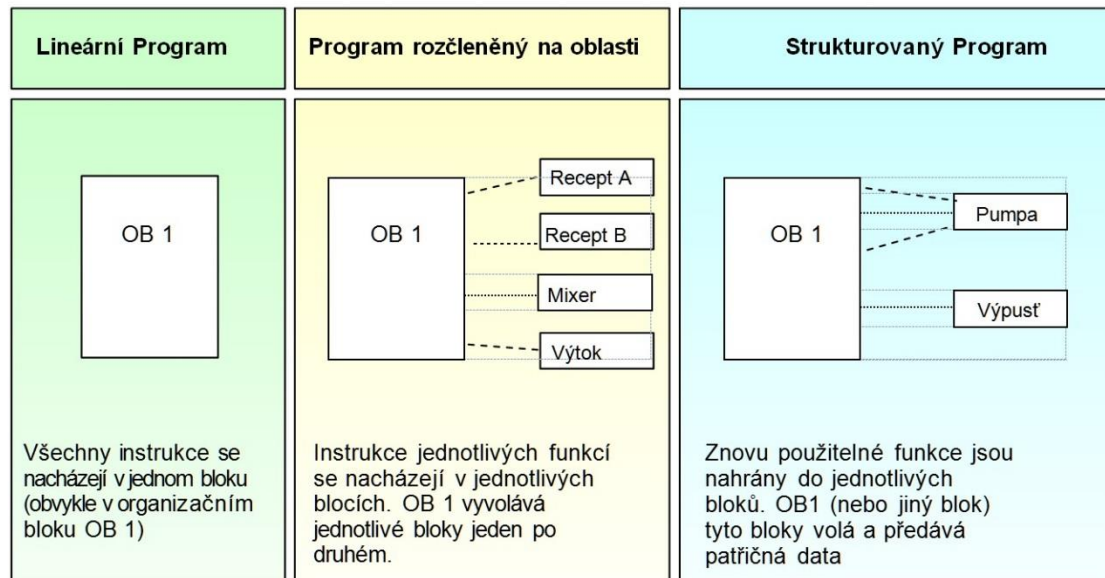 Lineární Program
Program rozčleněný na oblasti
Strukturovaný Program
OB 1
Všechny instrukce se
nacházejí v jednom bloku
(obvykle v organizačním
bloku OB 1)
OB 1
Recept A
Recept B
Mixer
Výtok
Instrukce jednotlivých funkcí
se nacházejí v jednotlivých
blocích. OB 1 vyvolává
jednotlivé bloky jeden po
druhém.
OB 1
Pumpa
Výpusť
Znovu použitelné funkce jsou
nahrány do jednotlivých
bloků. OB1 (nebo jiný blok)
tyto bloky volá a předává
patřičná data